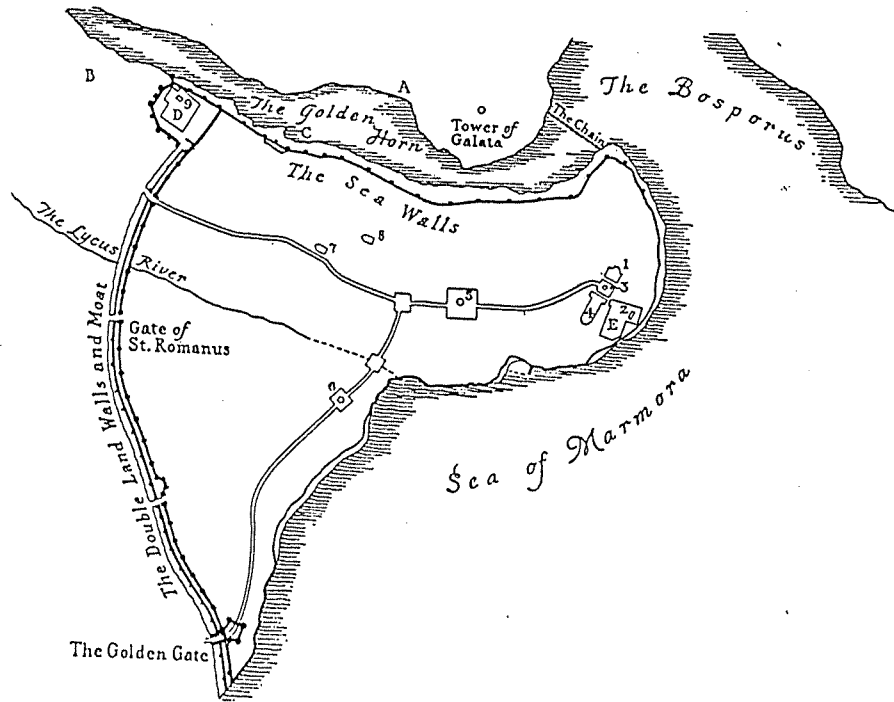 The Bosporus
B
A
The Golden
Horn
Tower of
Galata
The Chain
9
D
C
The Sea Walls
The Lycus
River
7
8
1
3
5
4
2
E
Gate of
St. Romanus
The Double Land Walls and Moat
Sea of Marmora
The Golden Gate